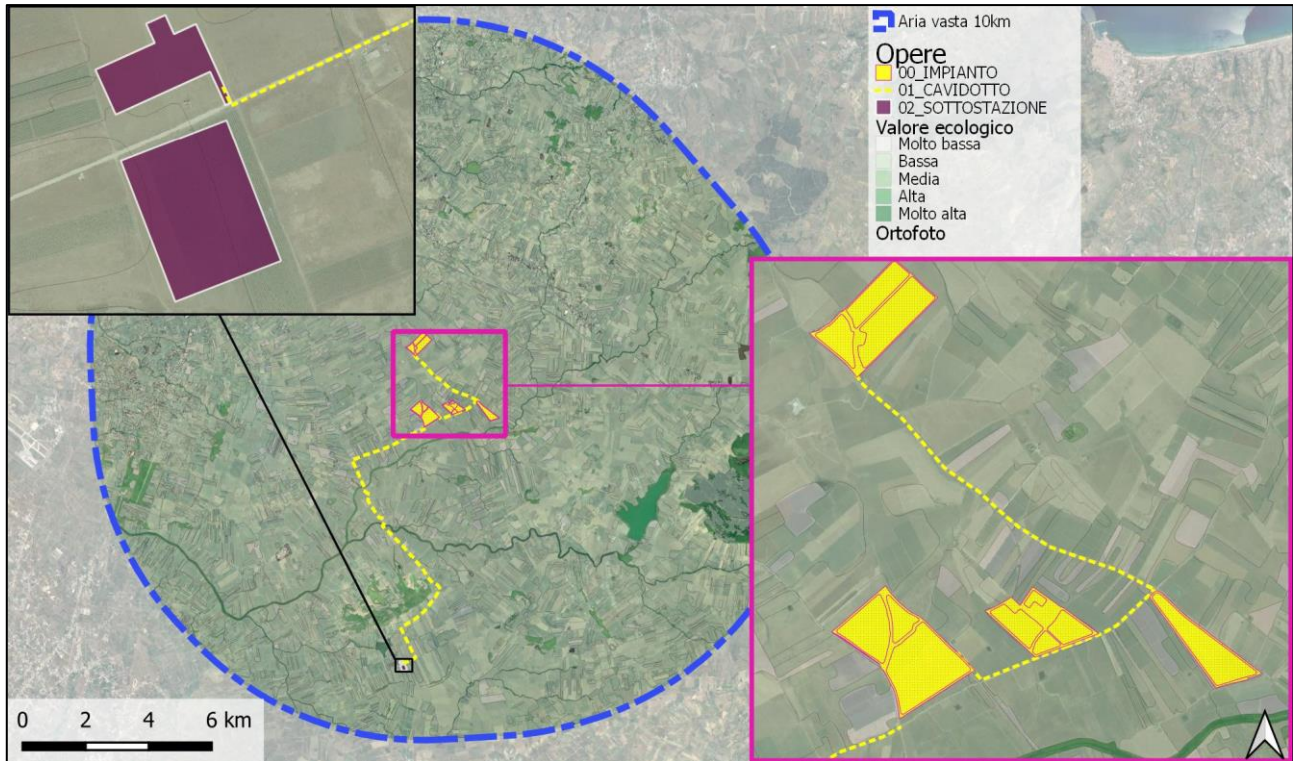 Aria vasta 10km
Opere
00_IMPIANTO
01_CAVIDOTTO
02_SOTTOSTAZIONE
Valore ecologico
Molto bassa
Bassa
Media
Alta
Molto alta
Ortofoto
0 2 4 6 km